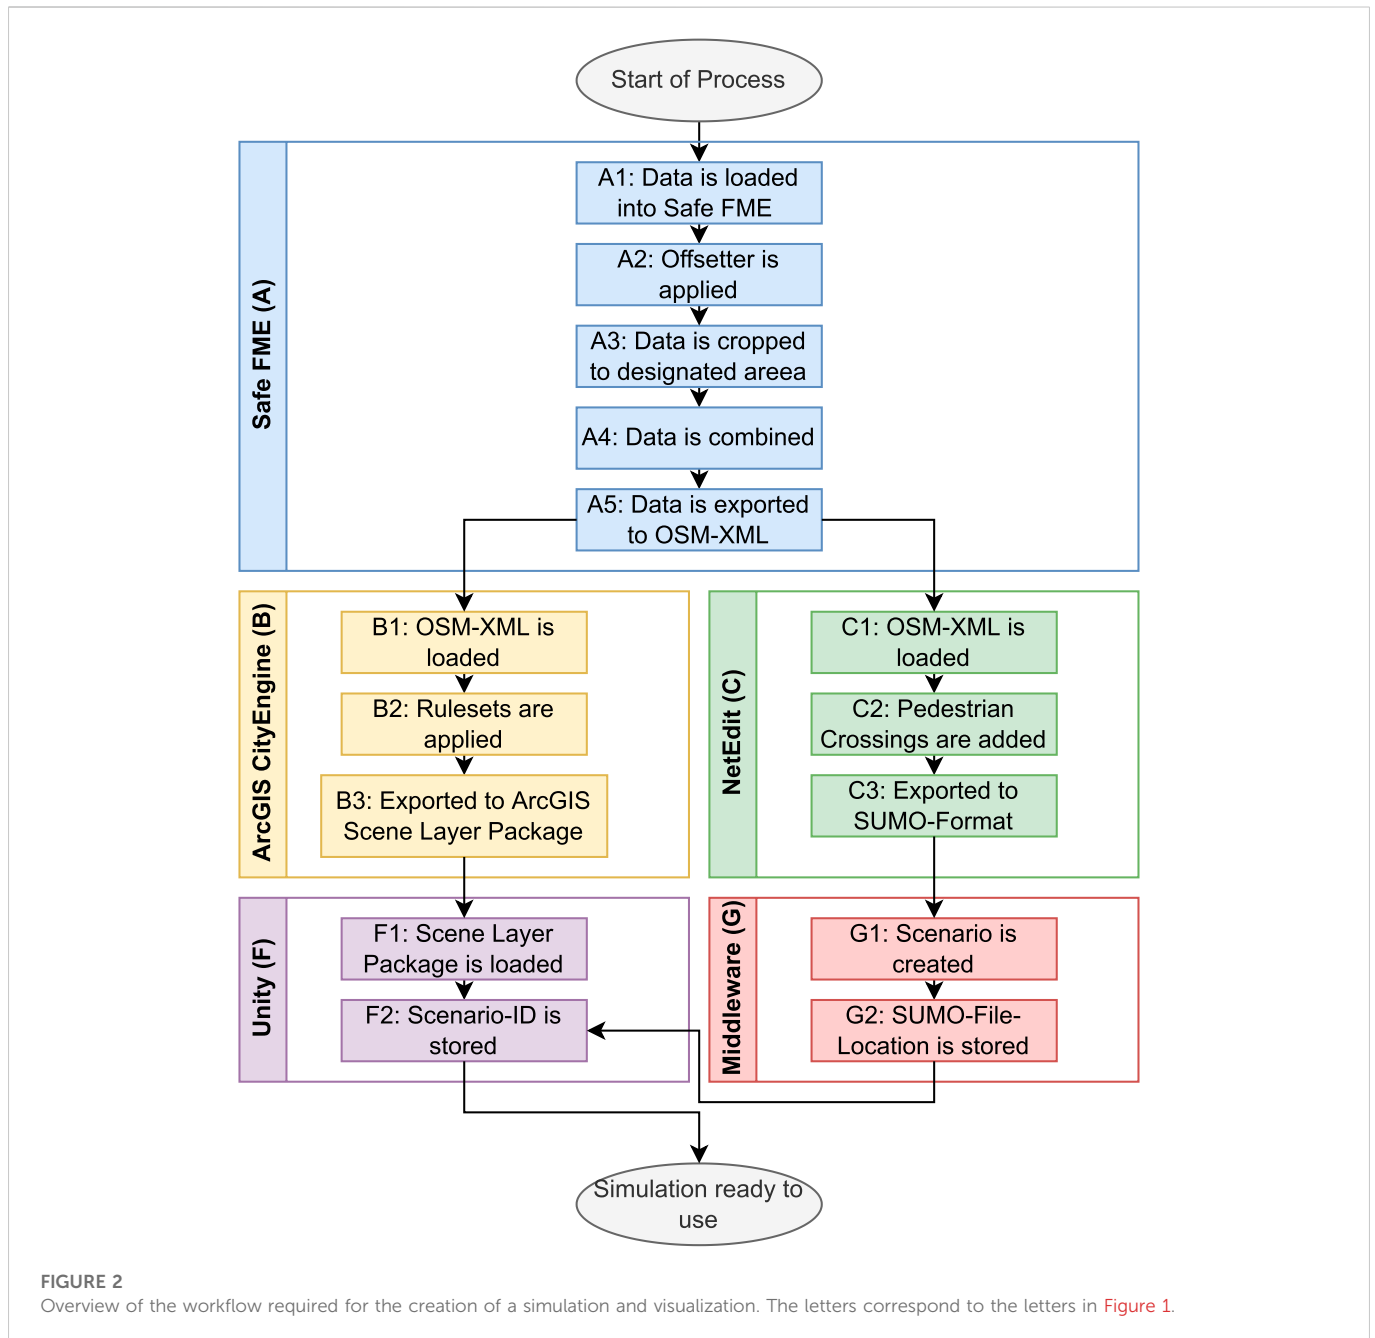 Start of Process
Safe FME (A)
A1: Data is loaded
into Safe FME
A2: Offsetter is
applied
A3: Data is cropped
to designated areea
A4: Data is combined
A5: Data is exported
to OSM-XML
ArcGIS CityEngine (B)
B1: OSM-XML is
loaded
B2: Rulesets are
applied
B3: Exported to ArcGIS
Scene Layer Package
NetEdit (C)
C1: OSM-XML is
loaded
C2: Pedestrian
Crossings are added
C3: Exported to
SUMO-Format
Unity (F)
F1: Scene Layer
Package is loaded
F2: Scenario-ID is
stored
Middleware (G)
G1: Scenario is
created
G2: SUMO-File-
Location is stored
Simulation ready to
use
FIGURE 2
Overview of the workflow required for the creation of a simulation and visualization. The letters correspond to the letters in Figure 1.